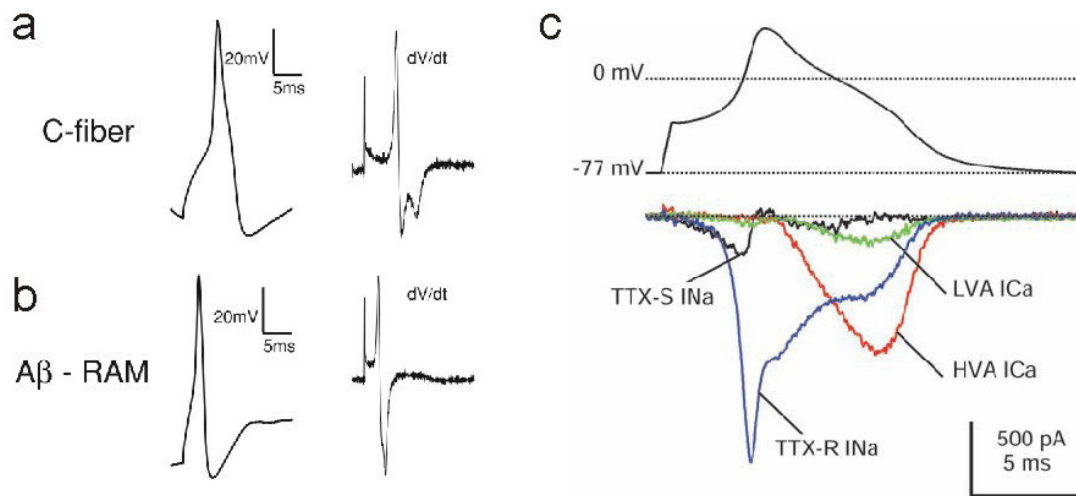 a
C-fiber
20mV
5ms
dV/dt
b
Aβ - RAM
20mV
5ms
dV/dt
c
0 mV
-77 mV
TTX-S INa
LVA ICa
HVA ICa
TTX-R INa
500 pA
5 ms